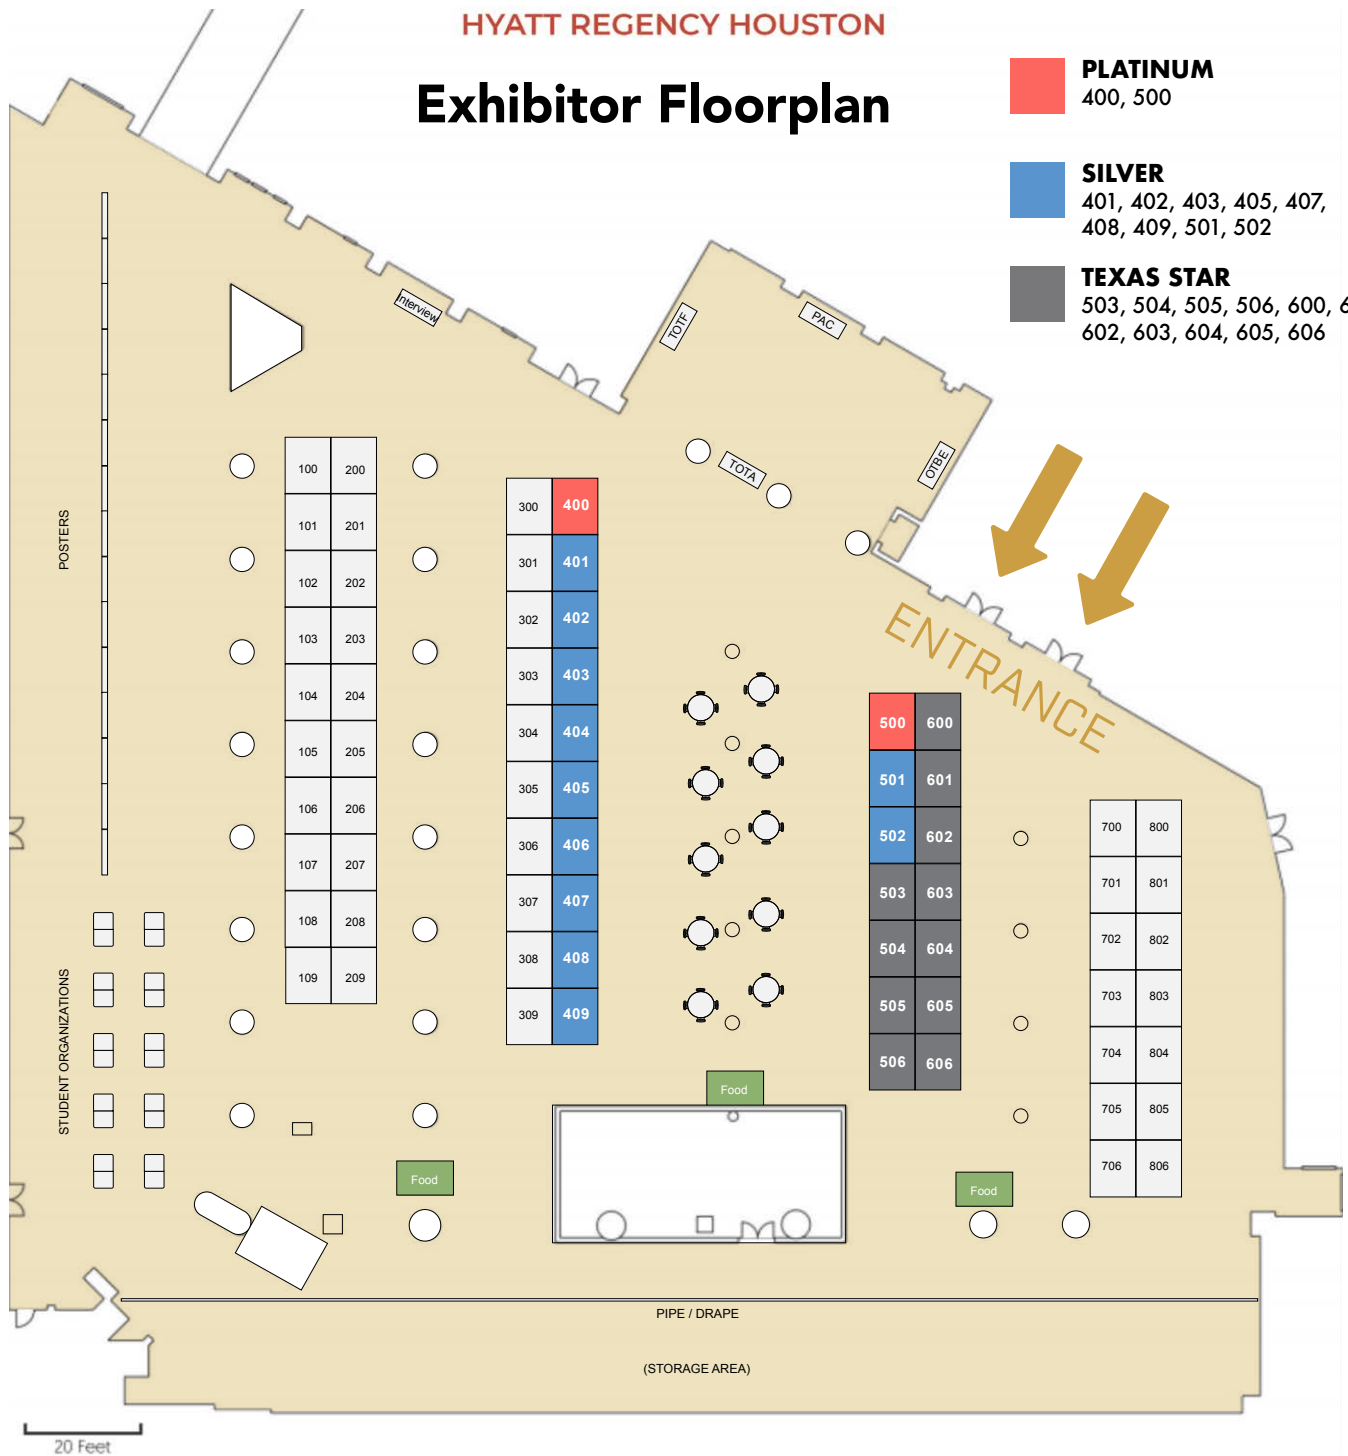 HYATT REGENCY HOUSTON
Exhibitor Floorplan
PLATINUM
400, 500
SILVER
401, 402, 403, 405, 407,
408, 409, 501, 502
TEXAS STAR
503, 504, 505, 506, 600,
602, 603, 604, 605, 606
Interview
TOTF
PAC
TOTA
OTBE
ENTRANCE
POSTERS
STUDENT ORGANIZATIONS
100 200
101 201
102 202
103 203
104 204
105 205
106 206
107 207
108 208
109 209
300 400
301 401
302 402
303 403
304 404
305 405
306 406
307 407
308 408
309 409
500 600
501 601
502 602
503 603
504 604
505 605
506 606
700 800
701 801
702 802
703 803
704 804
705 805
706 806
Food
Food
Food
PIPE / DRAPE
(STORAGE AREA)
20 Feet